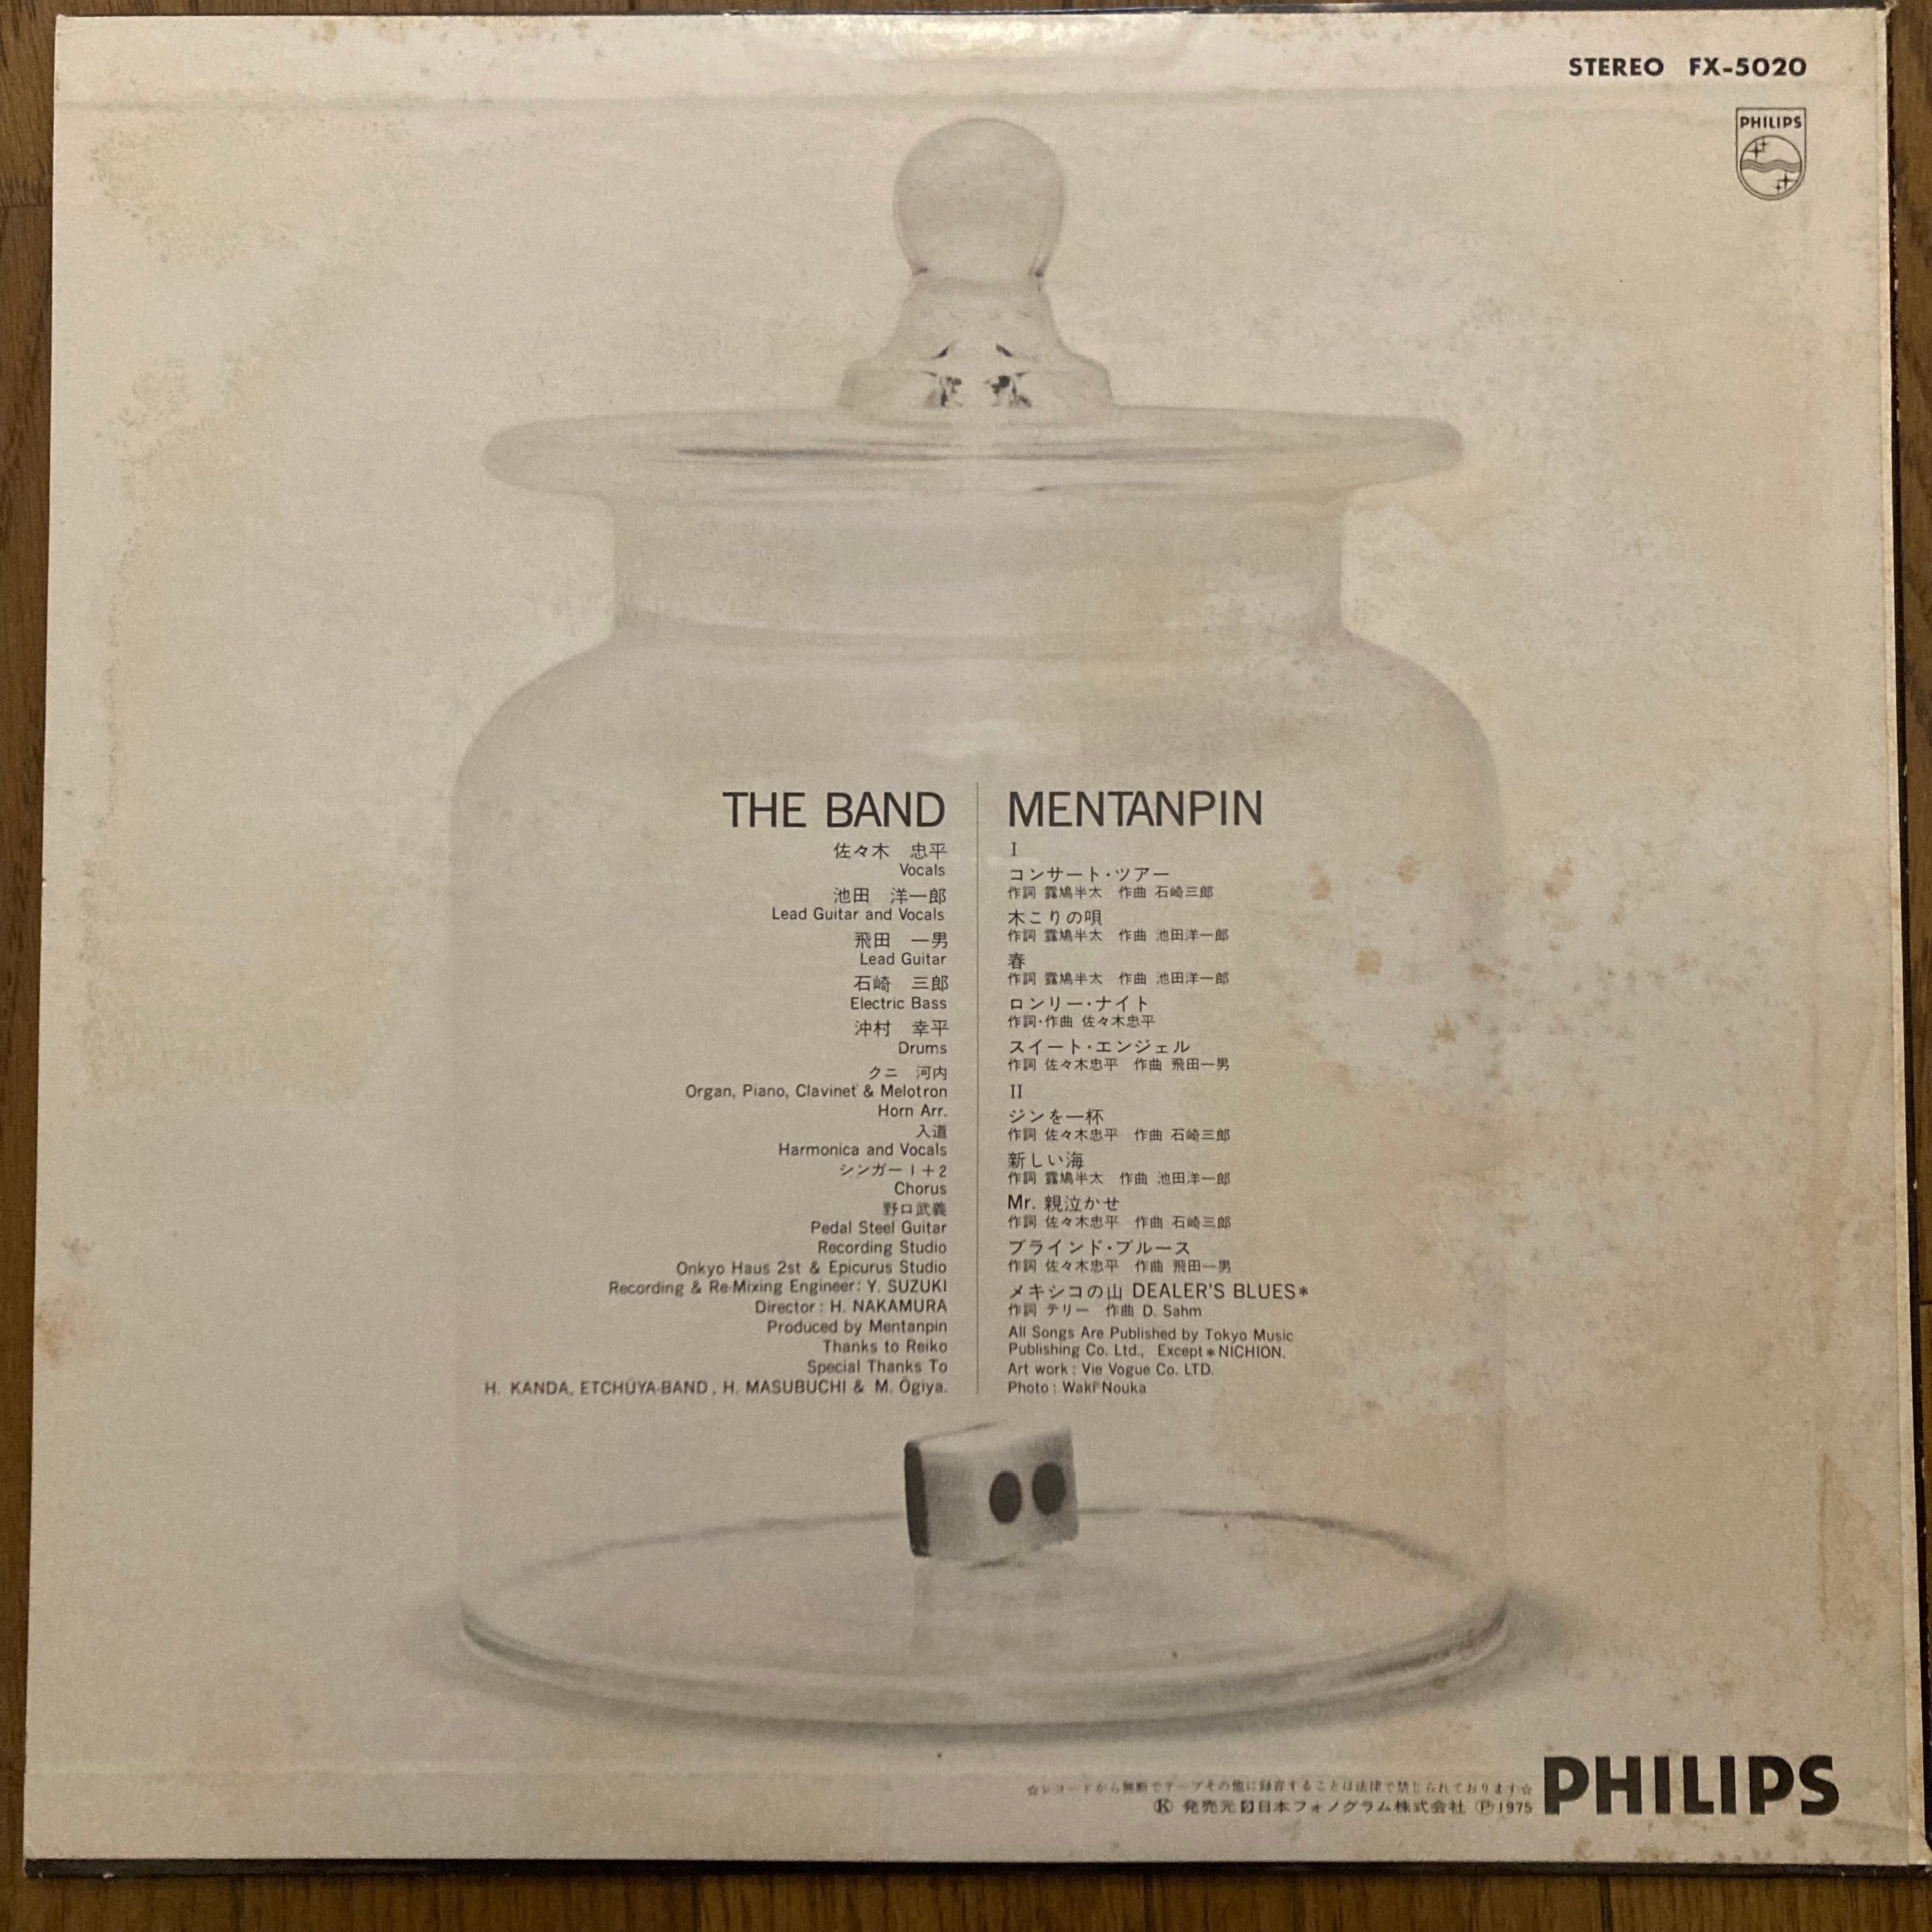 STEREO FX-5020
PHILIPS
THE BAND
佐々木 忠平
Vocals
池田 洋一郎
Lead Guitar and Vocals
飛田 一男
Lead Guitar
石崎 三郎
Electric Bass
沖村 幸平
Drums
クニ 河内
Organ, Piano, Clavinet & Melotron
Horn Arr.
入道
Harmonica and Vocals
シンガー1+2
Chorus
野口武義
Pedal Steel Guitar
Recording Studio
Onkyo Haus 2st & Epicurus Studio
Recording & Re-Mixing Engineer: Y. SUZUKI
Director : H. NAKAMURA
Produced by Mentanpin
Thanks to Reiko
Special Thanks To
H. KANDA, ETCHŪYA-BAND, H. MASUBUCHI & M. Ōgiya.
MENTANPIN
I
コンサート・ツアー
作詞 露鳩半太 作曲 石崎三郎
木こりの唄
作詞 露鳩半太 作曲 池田洋一郎
春
作詞 露鳩半太 作曲 池田洋一郎
ロンリー・ナイト
作詞・作曲 佐々木忠平
スイート・エンジェル
作詞 佐々木忠平 作曲 飛田一男
II
ジンを一杯
作詞 佐々木忠平 作曲 石崎三郎
新しい海
作詞 露鳩半太 作曲 池田洋一郎
Mr. 親泣かせ
作詞 佐々木忠平 作曲 石崎三郎
ブラインド・ブルース
作詞 佐々木忠平 作曲 飛田一男
メキシコの山 DEALER'S BLUES*
作詞 テリー 作曲 D. Sahm
All Songs Are Published by Tokyo Music
Publishing Co. Ltd., Except * NICHION.
Art work : Vie Vogue Co. LTD.
Photo : Waki Nouka
☆レコードから無断でテープその他に録音することは法律で禁じられております☆
Ⓚ 発売元 日本フォノグラム株式会社 Ⓟ1975
PHILIPS